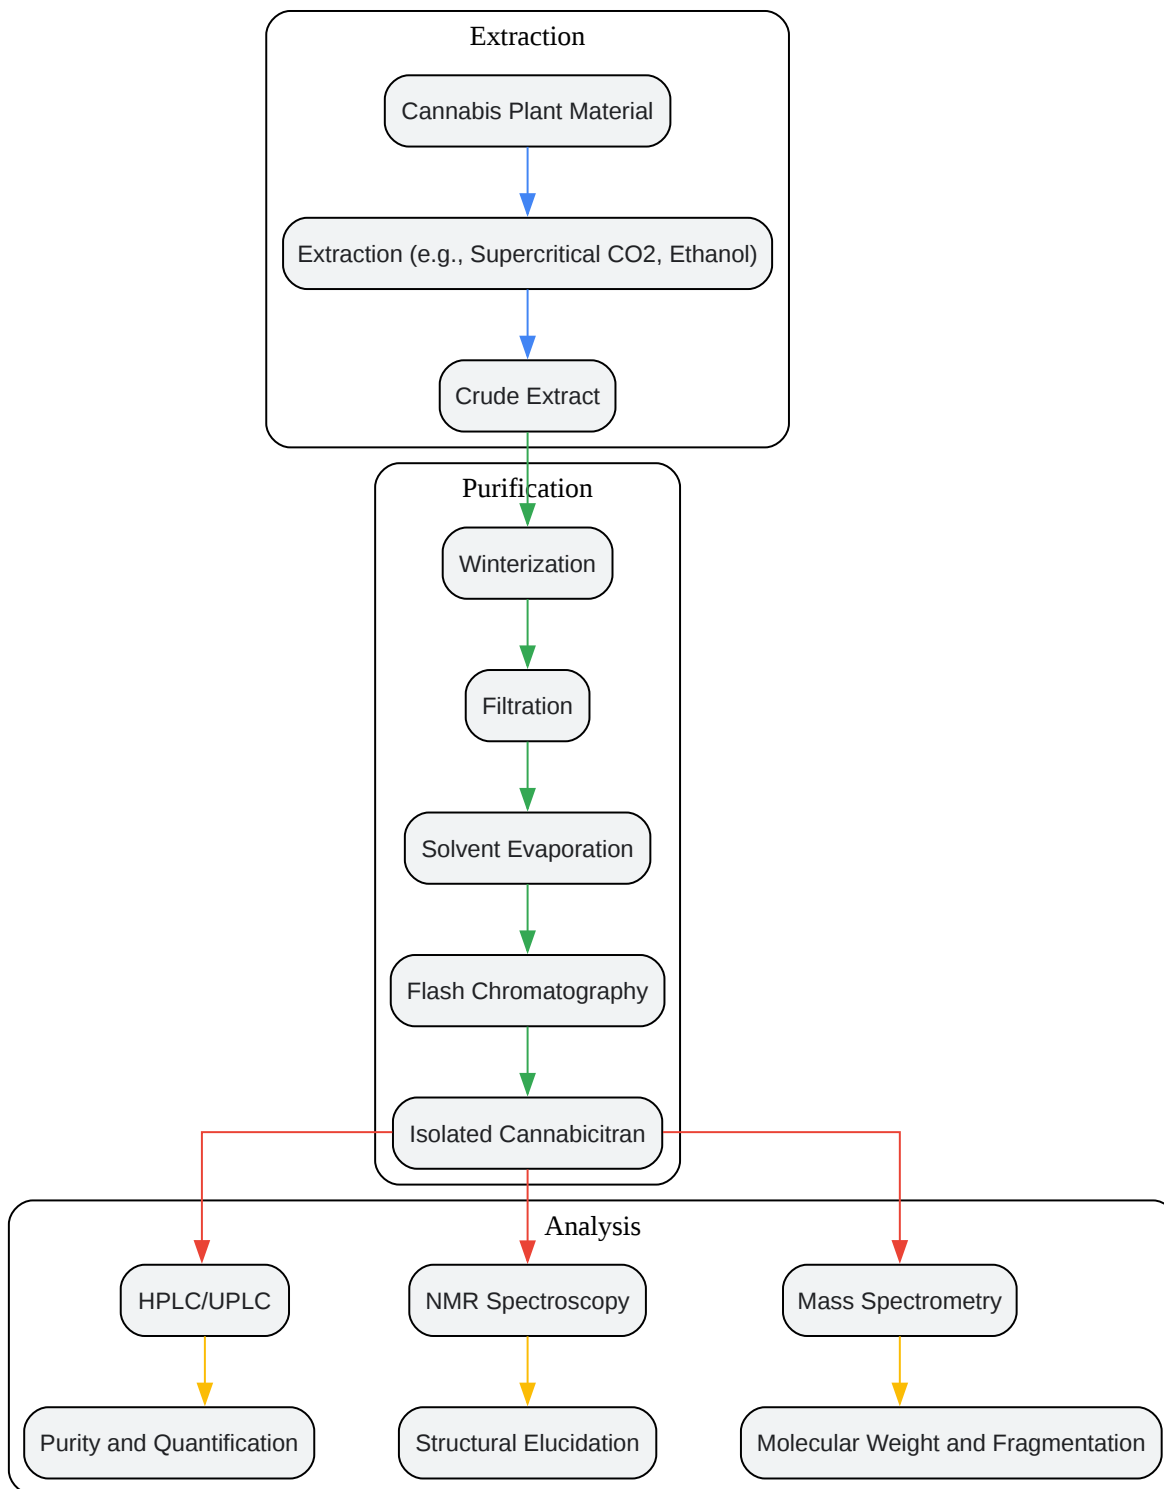 Extraction
Cannabis Plant Material
Extraction (e.g., Supercritical CO2, Ethanol)
Crude Extract
Purification
Winterization
Filtration
Solvent Evaporation
Flash Chromatography
Isolated Cannabicitran
Analysis
HPLC/UPLC
NMR Spectroscopy
Mass Spectrometry
Purity and Quantification
Structural Elucidation
Molecular Weight and Fragmentation